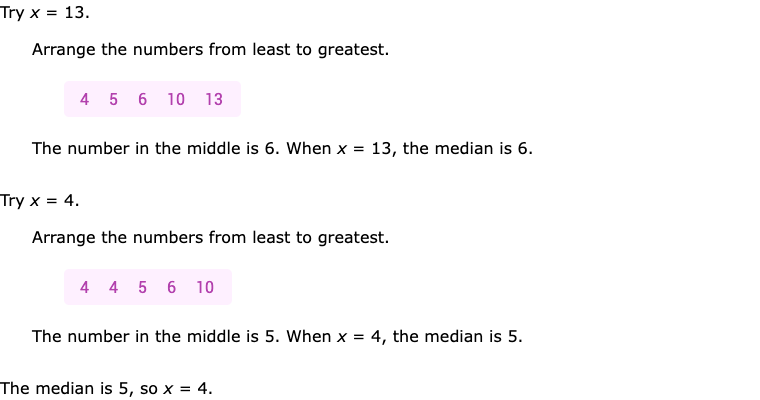 Try x = 13.
Arrange the numbers from least to greatest.
4 5 6 10 13
The number in the middle is 6. When x = 13, the median is 6.
Try x = 4.
Arrange the numbers from least to greatest.
4 4 5 6 10
The number in the middle is 5. When x = 4, the median is 5.
The median is 5, so x = 4.